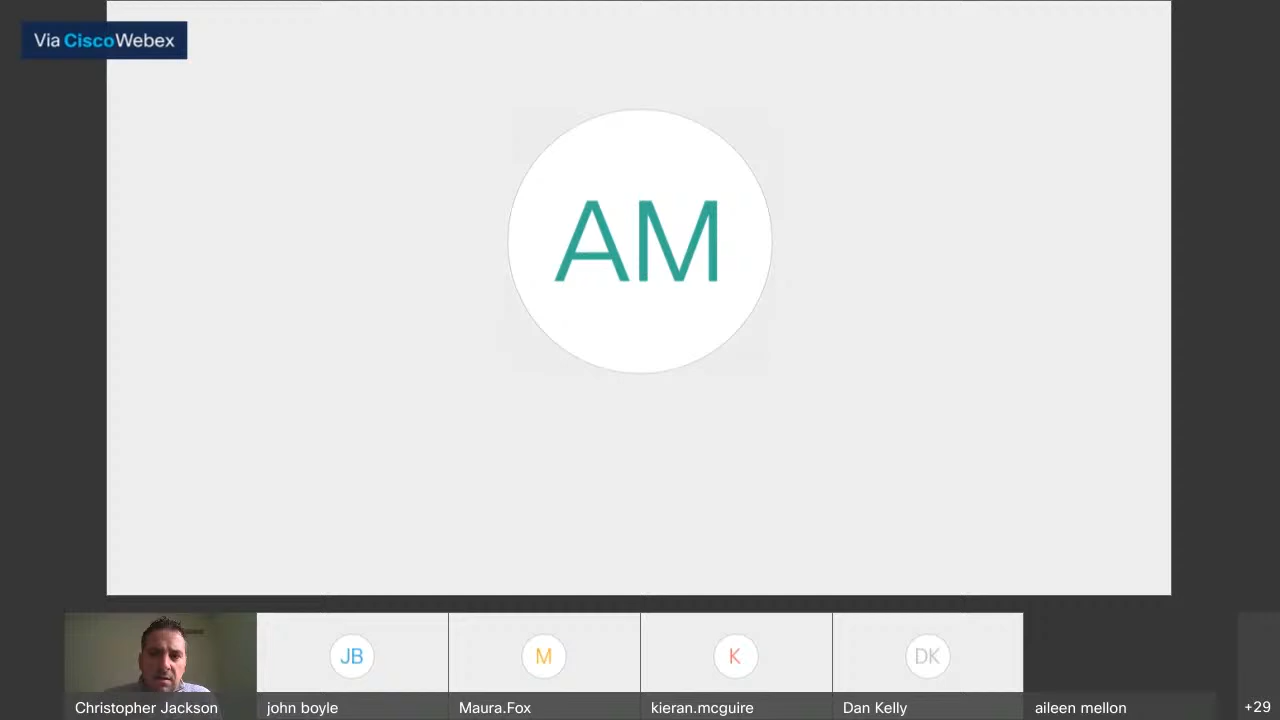 Via CiscoWebex
AM
JB
M
K
DK
Christopher Jackson
john boyle
Maura.Fox
kieran.mcguire
Dan Kelly
aileen mellon
+29